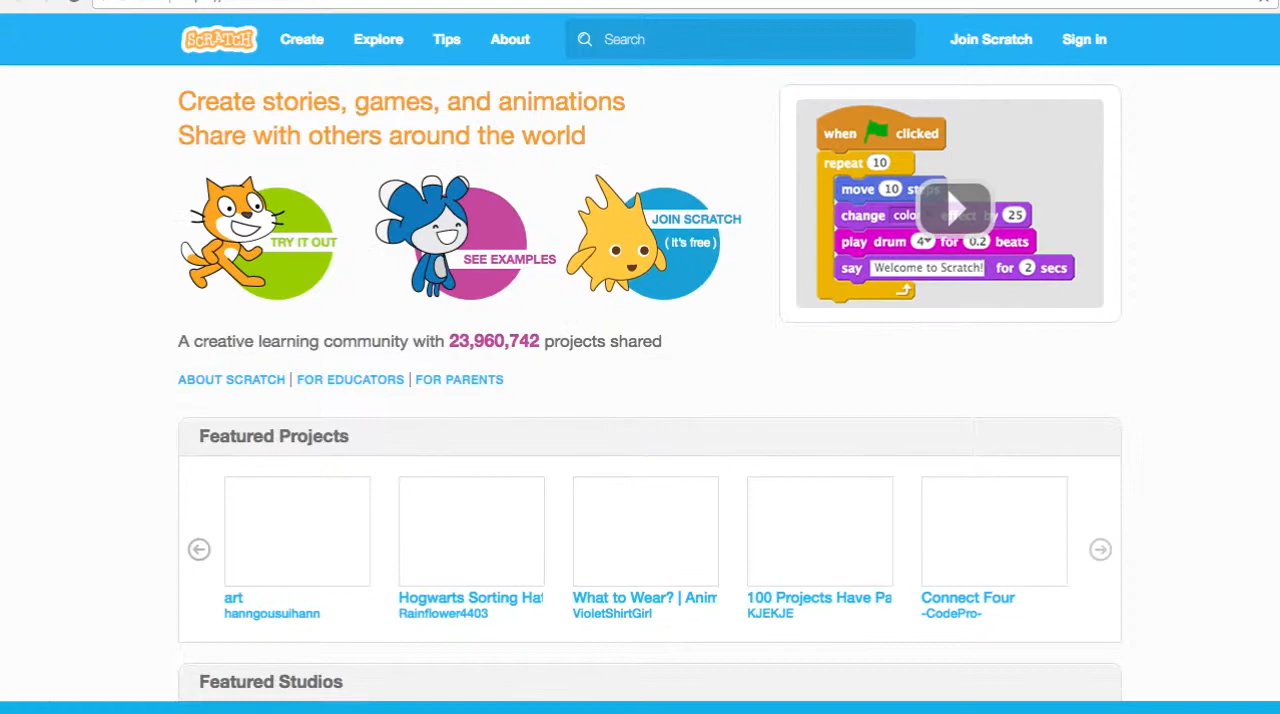 SCRATCH Create Explore Tips About Search Join Scratch Sign in
Create stories, games, and animations
Share with others around the world
TRY IT OUT
SEE EXAMPLES
JOIN SCRATCH
( it's free )
when clicked
repeat 10
move 10 steps
change color effect by 25
play drum 4 for 0.2 beats
say Welcome to Scratch! for 2 secs
A creative learning community with 23,960,742 projects shared
ABOUT SCRATCH | FOR EDUCATORS | FOR PARENTS
Featured Projects
art
hanngousuihann
Hogwarts Sorting Hat
Rainflower4403
What to Wear? | Anim
VioletShirtGirl
100 Projects Have Pa
KJEKJE
Connect Four
-CodePro-
Featured Studios